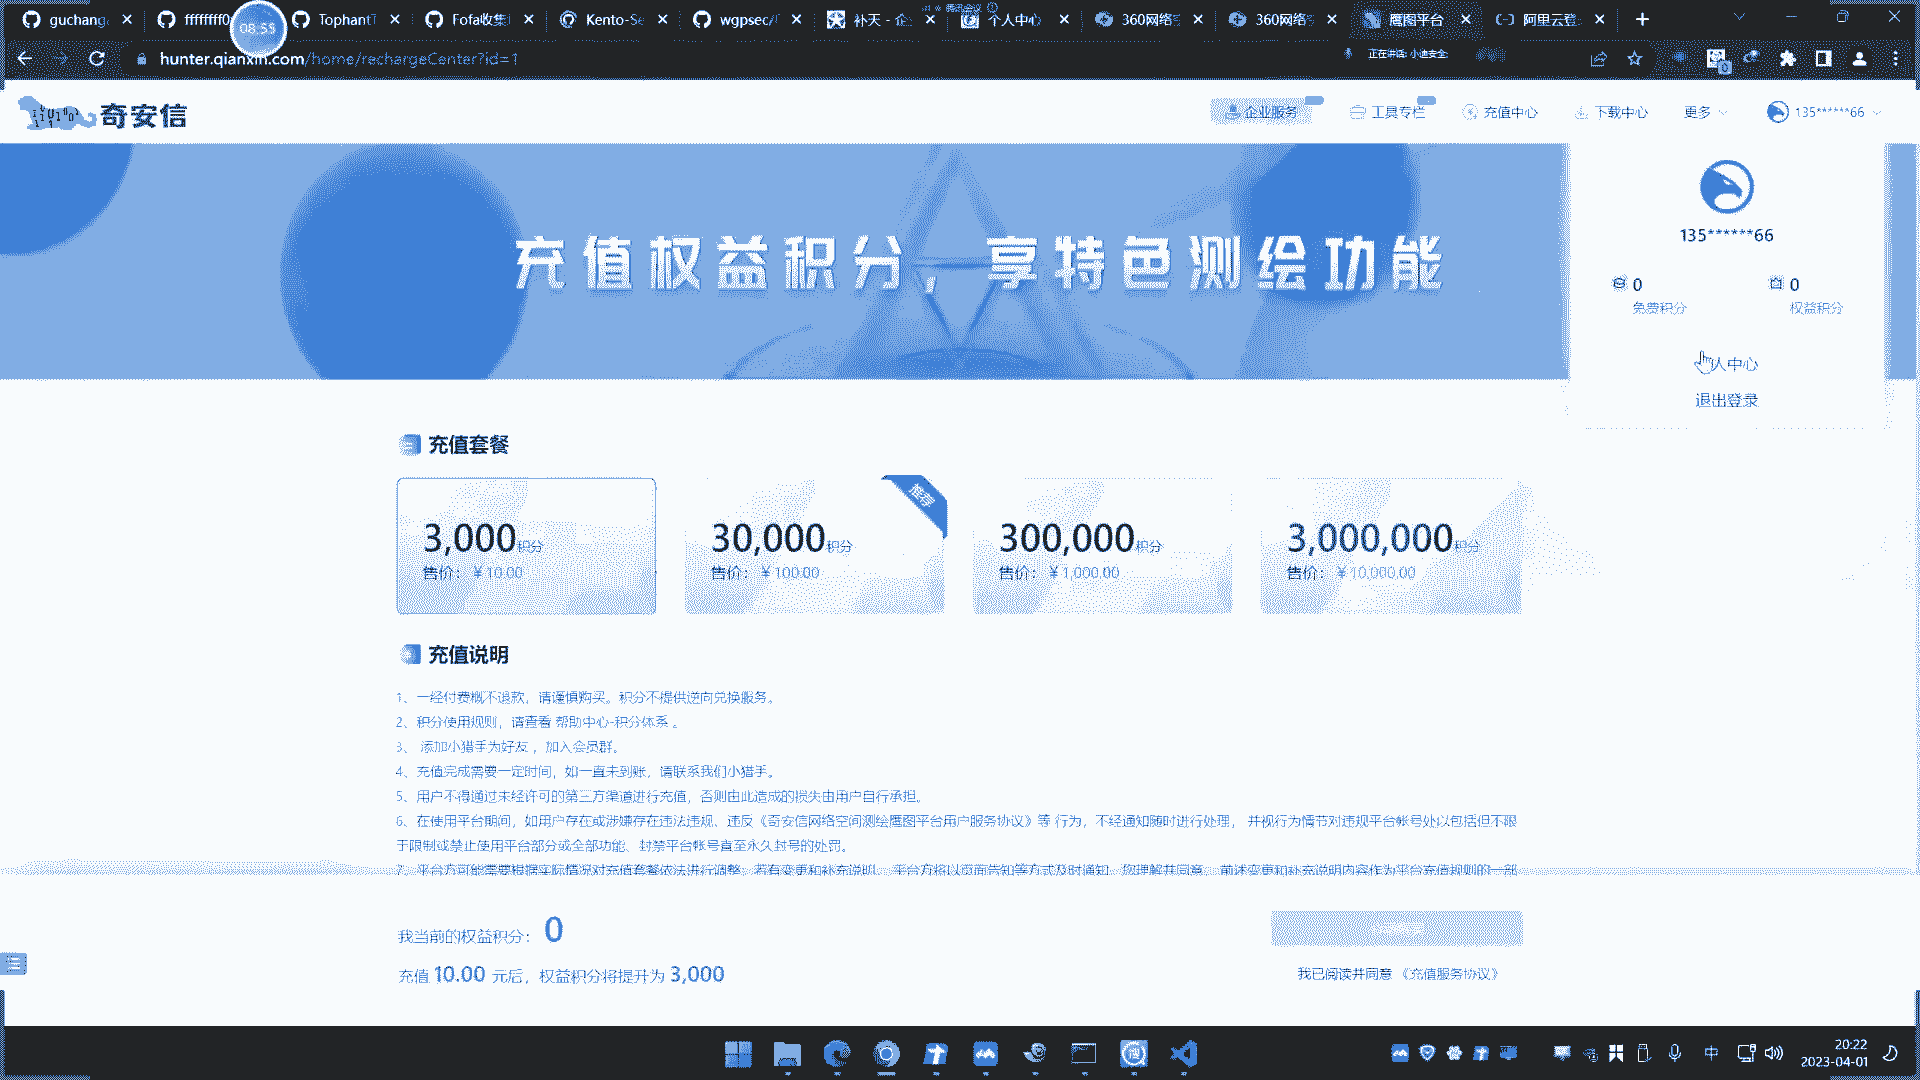 guchang
ffffffff0
TophantT
Fofa收集
Kento-Se
wgpsec/
补天 - 企
个人中心
360网络
360网络
鹰图平台
阿里云登
08:55
腾讯会议
hunter.qianxin.com/home/rechargeCenter?id=1
正在讲话: 小迪安全
奇安信
企业服务
工具专栏
充值中心
下载中心
更多
135******66
充值权益积分，享特色测绘功能
135******66
0
免费积分
0
权益积分
人中心
退出登录
充值套餐
3,000积分
售价： ￥10.00
推荐
30,000积分
售价： ￥100.00
300,000积分
售价： ￥1,000.00
3,000,000积分
售价： ￥10,000.00
充值说明
1、一经付费概不退款，请谨慎购买。积分不提供逆向兑换服务。
2、积分使用规则，请查看 帮助中心-积分体系 。
3、 添加小猎手为好友 ，加入会员群。
4、充值完成需要一定时间，如一直未到账，请联系我们小猎手。
5、用户不得通过未经许可的第三方渠道进行充值，否则由此造成的损失由用户自行承担。
6、在使用平台期间，如用户存在或涉嫌存在违法违规、违反《奇安信网络空间测绘鹰图平台用户服务协议》等 行为，不经通知随时进行处理， 并视行为情节对违规平台帐号处以包括但不限
于限制或禁止使用平台部分或全部功能、封禁平台帐号直至永久封号的处罚。
7、平台方可能需要根据实际情况对充值套餐依法进行调整，若有变更和补充说明，平台方将以页面告知等方式及时通知，您理解并同意，前述变更和补充说明内容作为平台充值规则的一部
我当前的权益积分： 0
充值 10.00 元后，权益积分将提升为 3,000
我已阅读并同意 《充值服务协议》
中
20:22
2023-04-01